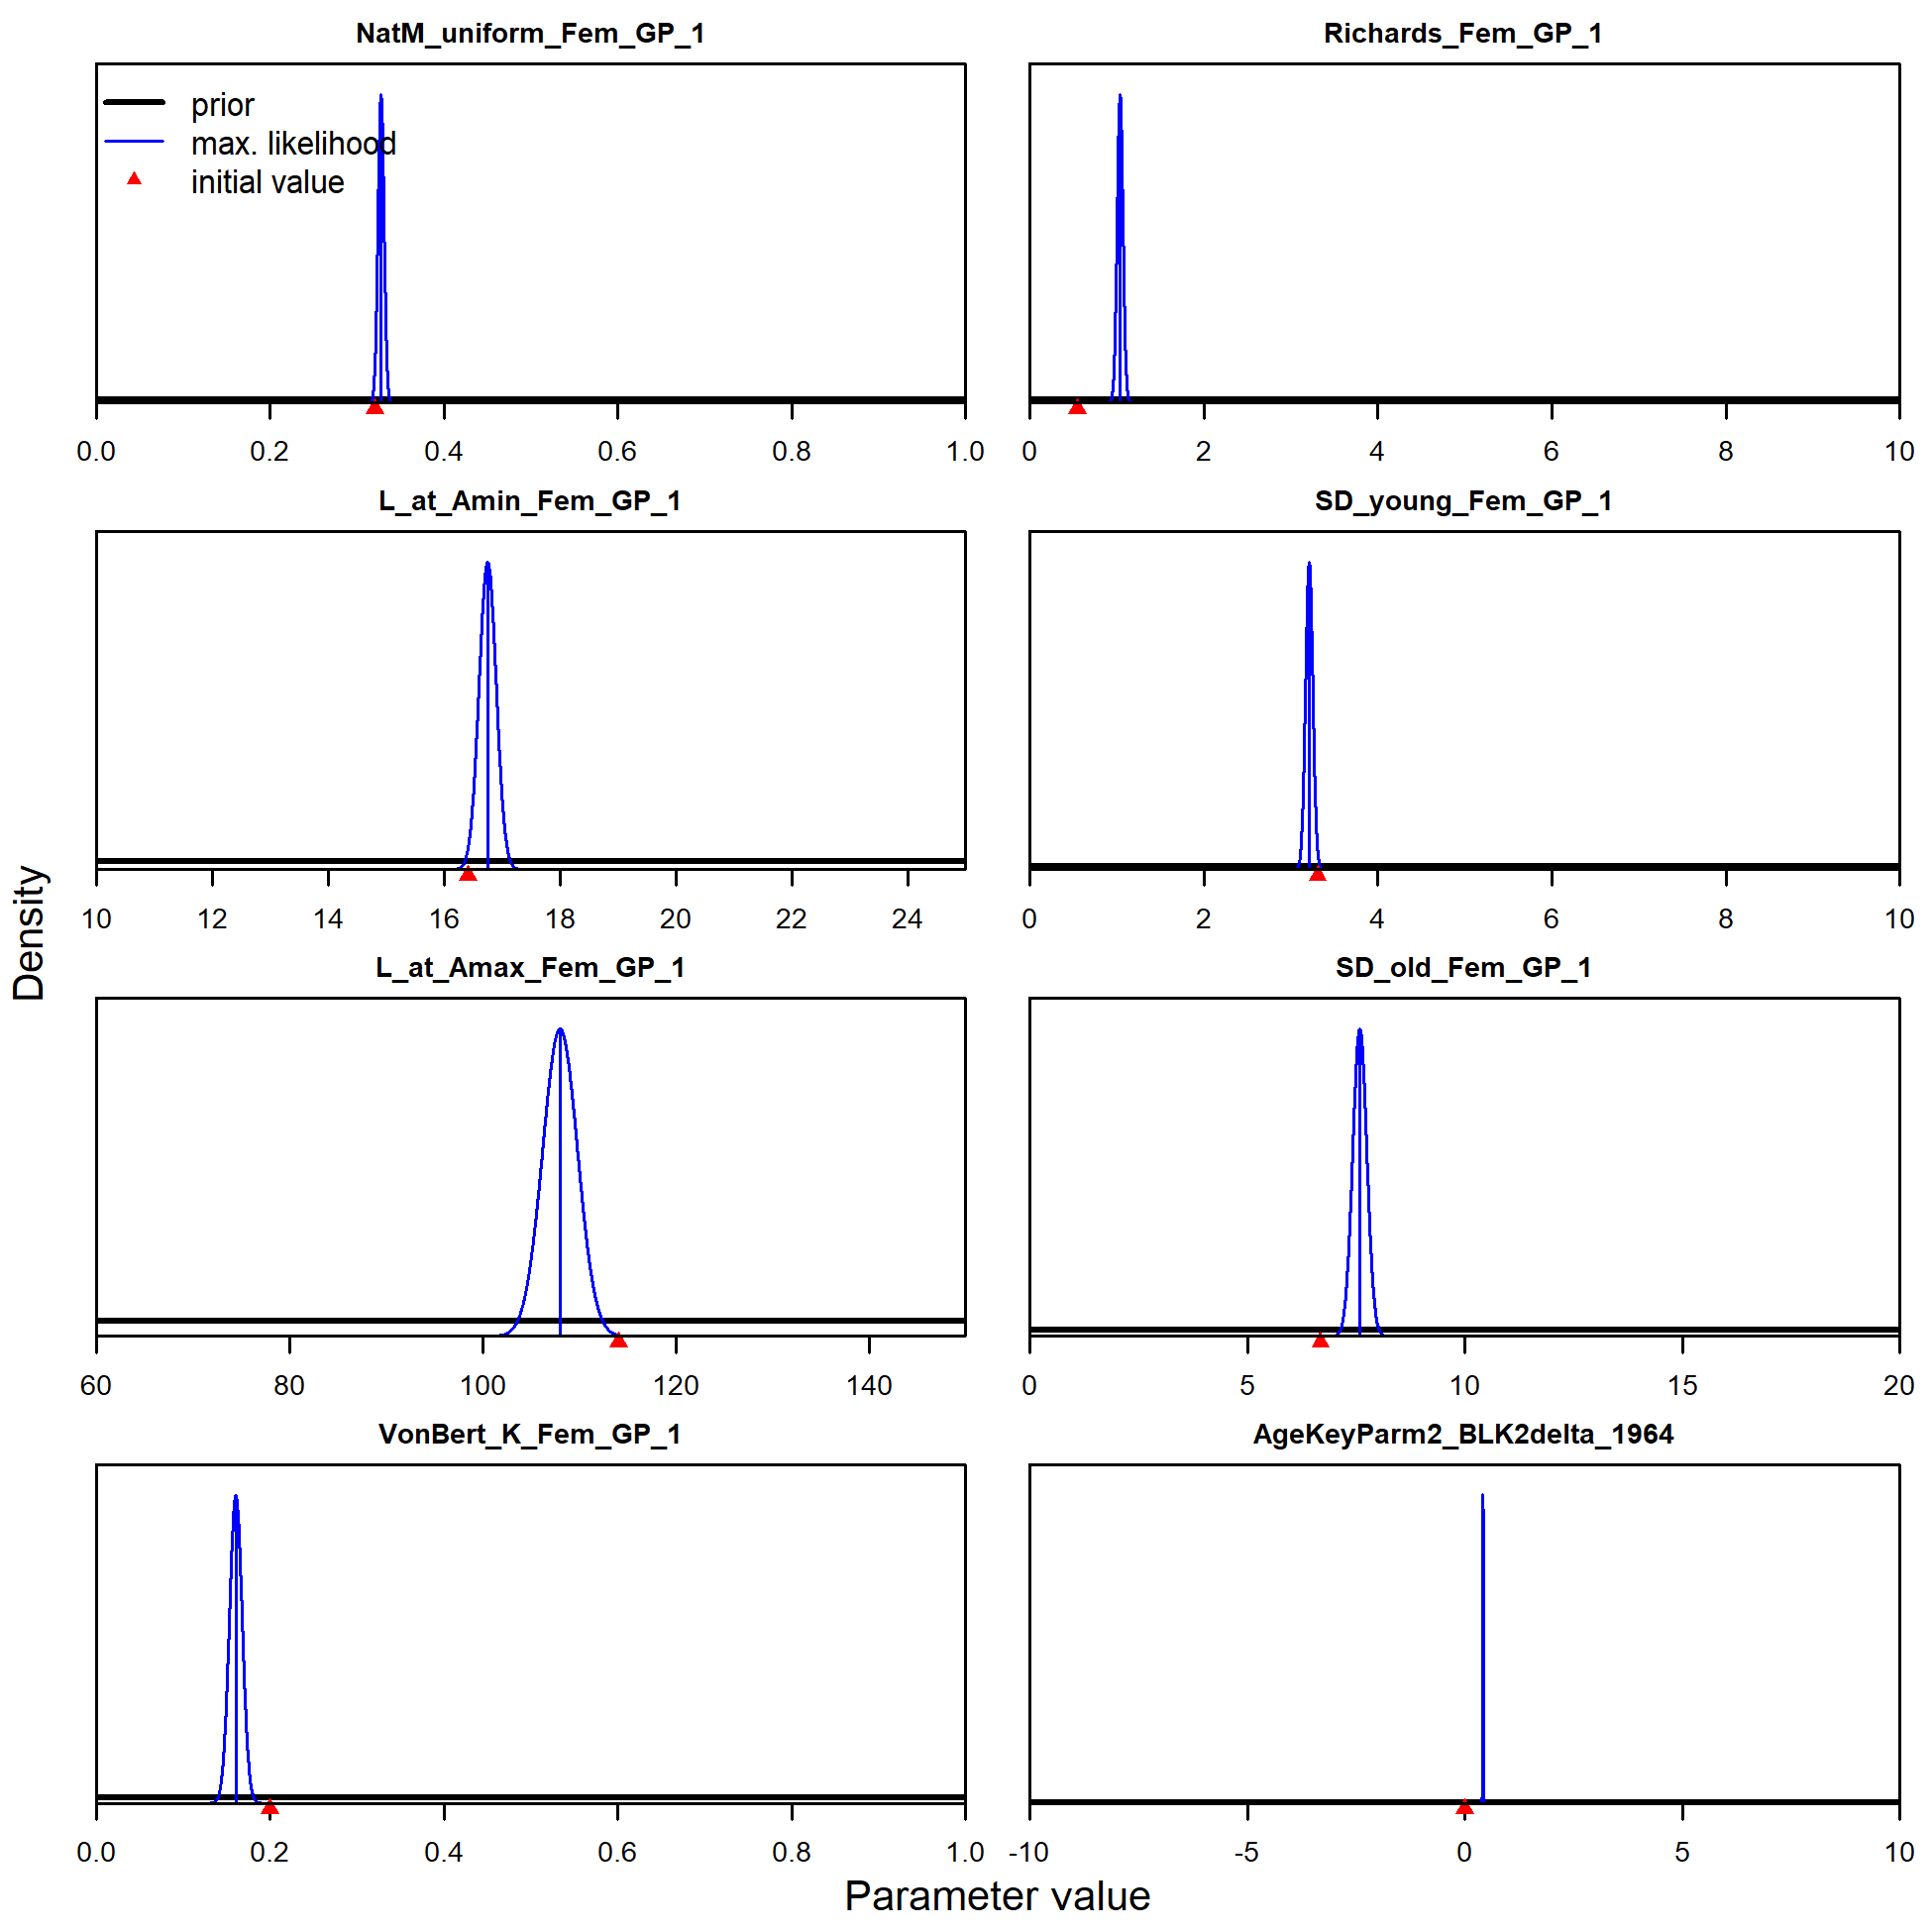 NatM_uniform_Fem_GP_1
prior
max. likelihood
initial value
0.0 0.2 0.4 0.6 0.8 1.0
Richards_Fem_GP_1
0 2 4 6 8 10
L_at_Amin_Fem_GP_1
10 12 14 16 18 20 22 24
SD_young_Fem_GP_1
0 2 4 6 8 10
L_at_Amax_Fem_GP_1
60 80 100 120 140
SD_old_Fem_GP_1
0 5 10 15 20
VonBert_K_Fem_GP_1
0.0 0.2 0.4 0.6 0.8 1.0
AgeKeyParm2_BLK2delta_1964
-10 -5 0 5 10
Density
Parameter value